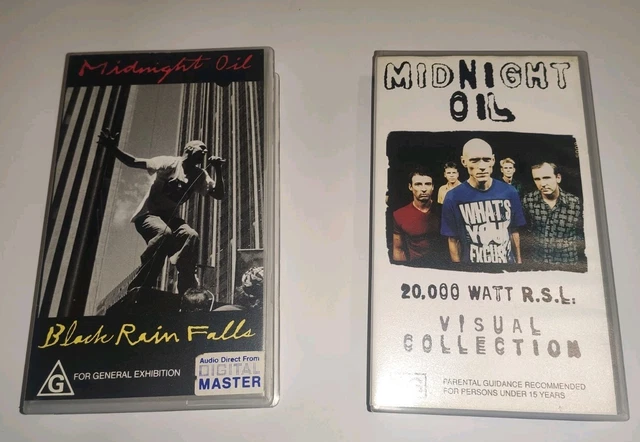 Midnight Oil
Black Rain Falls
G
FOR GENERAL EXHIBITION
Audio Direct From
DIGITAL
MASTER
MIDNIGHT
OIL
WHAT'S
YOU
20,000 WATT R.S.L.
VISUAL
COLLECTION
PARENTAL GUIDANCE RECOMMENDED
FOR PERSONS UNDER 15 YEARS